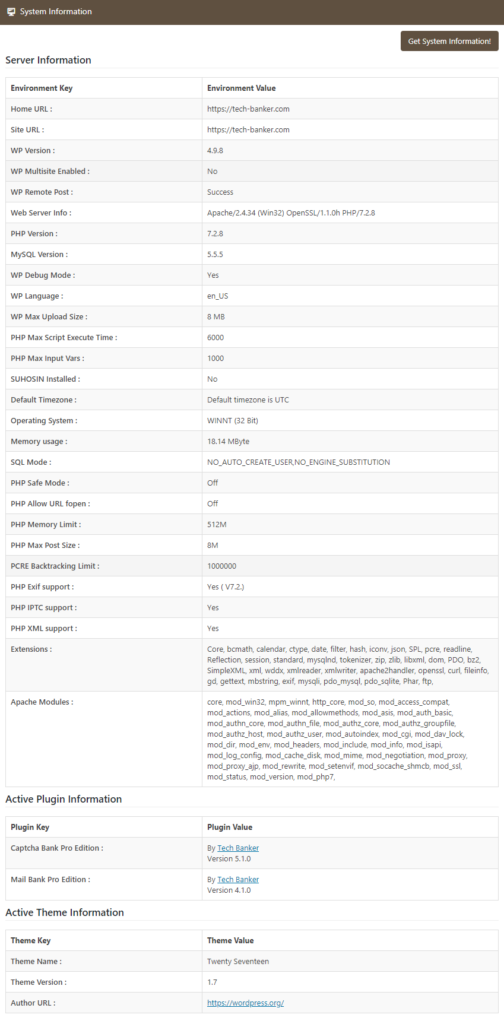 System Information
Get System Information!
Server Information
Environment Key Environment Value
Home URL : https://tech-banker.com
Site URL : https://tech-banker.com
WP Version : 4.9.8
WP Multisite Enabled : No
WP Remote Post : Success
Web Server Info : Apache/2.4.34 (Win32) OpenSSL/1.1.0h PHP/7.2.8
PHP Version : 7.2.8
MySQL Version : 5.5.5
WP Debug Mode : Yes
WP Language : en_US
WP Max Upload Size : 8 MB
PHP Max Script Execute Time : 6000
PHP Max Input Vars : 1000
SUHOSIN Installed : No
Default Timezone : Default timezone is UTC
Operating System : WINNT (32 Bit)
Memory usage : 18.14 MByte
SQL Mode : NO_AUTO_CREATE_USER,NO_ENGINE_SUBSTITUTION
PHP Safe Mode : Off
PHP Allow URL fopen : Off
PHP Memory Limit : 512M
PHP Max Post Size : 8M
PCRE Backtracking Limit : 1000000
PHP Exif support : Yes ( V7.2.)
PHP IPTC support : Yes
PHP XML support : Yes
Extensions : Core, bcmath, calendar, ctype, date, filter, hash, iconv, json, SPL, pcre, readline,
Reflection, session, standard, mysqlnd, tokenizer, zip, zlib, libxml, dom, PDO, bz2,
SimpleXML, xml, wddx, xmlreader, xmlwriter, apache2handler, openssl, curl, fileinfo,
gd, gettext, mbstring, exif, mysqli, pdo_mysql, pdo_sqlite, Phar, ftp,
Apache Modules : core, mod_win32, mpm_winnt, http_core, mod_so, mod_access_compat,
mod_actions, mod_alias, mod_allowmethods, mod_asis, mod_auth_basic,
mod_authn_core, mod_authn_file, mod_authz_core, mod_authz_groupfile,
mod_authz_host, mod_authz_user, mod_autoindex, mod_cgi, mod_dav_lock,
mod_dir, mod_env, mod_headers, mod_include, mod_info, mod_isapi,
mod_log_config, mod_cache_disk, mod_mime, mod_negotiation, mod_proxy,
mod_proxy_ajp, mod_rewrite, mod_setenvif, mod_socache_shmcb, mod_ssl,
mod_status, mod_version, mod_php7,
Active Plugin Information
Plugin Key Plugin Value
Captcha Bank Pro Edition : By Tech Banker
Version 5.1.0
Mail Bank Pro Edition : By Tech Banker
Version 4.1.0
Active Theme Information
Theme Key Theme Value
Theme Name : Twenty Seventeen
Theme Version : 1.7
Author URL : https://wordpress.org/